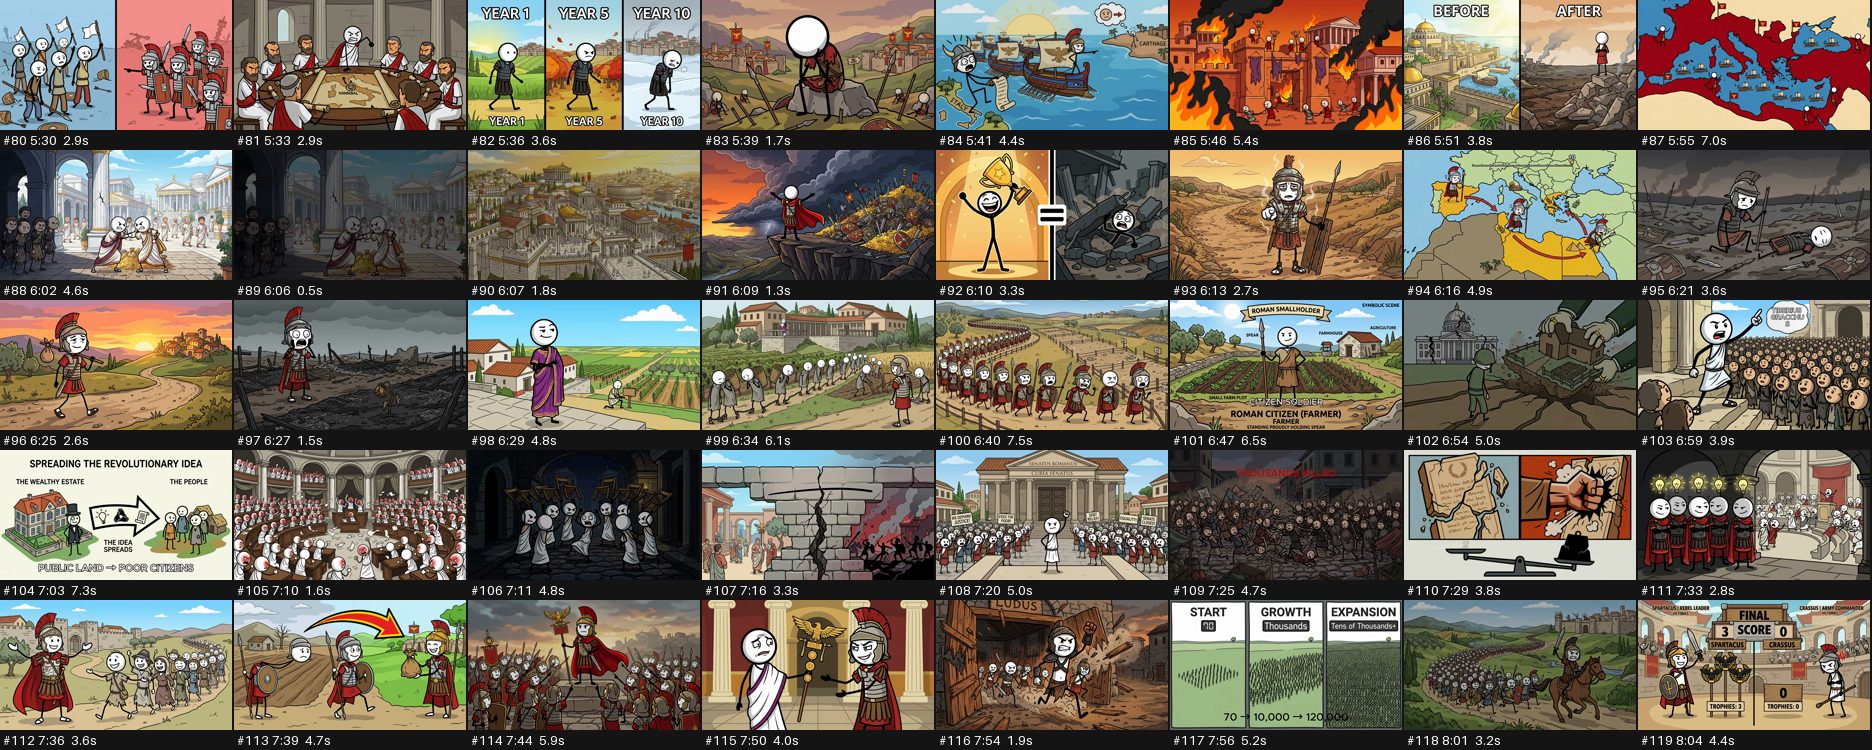 YEAR 1 YEAR 5 YEAR 10
YEAR 1 YEAR 5 YEAR 10
HANNIBAL
ITALY
CARTHAGE
BEFORE AFTER
#80 5:30 2.9s
#81 5:33 2.9s
#82 5:36 3.6s
#83 5:39 1.7s
#84 5:41 4.4s
#85 5:46 5.4s
#86 5:51 3.8s
#87 5:55 7.0s
=
#88 6:02 4.6s
#89 6:06 0.5s
#90 6:07 1.8s
#91 6:09 1.3s
#92 6:10 3.3s
#93 6:13 2.7s
#94 6:16 4.9s
#95 6:21 3.6s
ROMAN SMALLHOLDER
SYMBOLIC SCENE
SPEAR
FARMHOUSE
AGRICULTURE
SMALL FARM PLOT
CITIZEN SOLDIER
ROMAN CITIZEN (FARMER)
FARMER
STANDING PROUDLY HOLDING SPEAR
TIBERIUS
GRACCHU
S
#96 6:25 2.6s
#97 6:27 1.5s
#98 6:29 4.8s
#99 6:34 6.1s
#100 6:40 7.5s
#101 6:47 6.5s
#102 6:54 5.0s
#103 6:59 3.9s
SPREADING THE REVOLUTIONARY IDEA
THE WEALTHY ESTATE
THE PEOPLE
THE IDEA
SPREADS
PUBLIC LAND → POOR CITIZENS
SENATUS ROMANUS
CURIA SENATUS
THOUSANDS KILLED
#104 7:03 7.3s
#105 7:10 1.6s
#106 7:11 4.8s
#107 7:16 3.3s
#108 7:20 5.0s
#109 7:25 4.7s
#110 7:29 3.8s
#111 7:33 2.8s
LUDUS
START GROWTH EXPANSION
70 Thousands Tens of Thousands+
70 → 10,000 → 120,000
SPARTACUS | REBEL LEADER
VICTORIES
CRASSUS | ARMY COMMANDER
VICTORIES
FINAL
3 SCORE 0
SPARTACUS CRASSUS
0
TROPHIES: 3 TROPHIES: 0
#112 7:36 3.6s
#113 7:39 4.7s
#114 7:44 5.9s
#115 7:50 4.0s
#116 7:54 1.9s
#117 7:56 5.2s
#118 8:01 3.2s
#119 8:04 4.4s